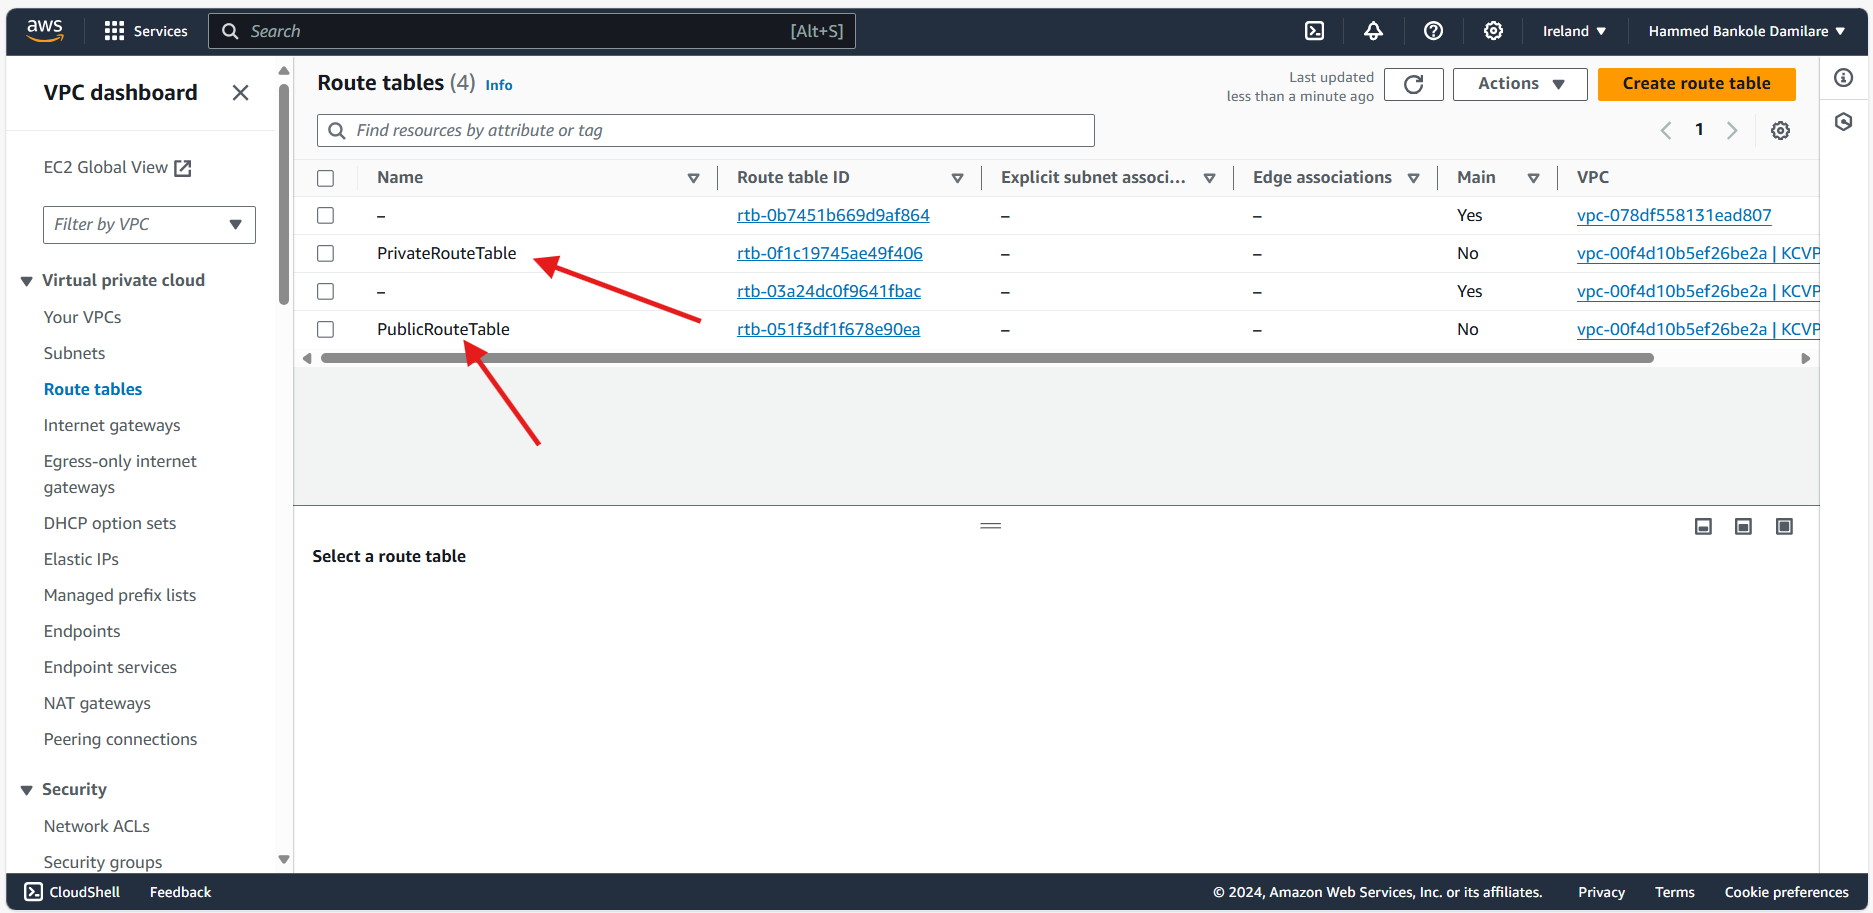 aws Services Search [Alt+S] Ireland Hammed Bankole Damilare
VPC dashboard
EC2 Global View
Filter by VPC
Virtual private cloud
Your VPCs
Subnets
Route tables
Internet gateways
Egress-only internet
gateways
DHCP option sets
Elastic IPs
Managed prefix lists
Endpoints
Endpoint services
NAT gateways
Peering connections
Security
Network ACLs
Security groups
Route tables (4) Info
Last updated
less than a minute ago
Actions
Create route table
Find resources by attribute or tag
1
Name Route table ID Explicit subnet associ... Edge associations Main VPC
– rtb-0b7451b669d9af864 – – Yes vpc-078df558131ead807
PrivateRouteTable rtb-0f1c19745ae49f406 – – No vpc-00f4d10b5ef26be2a | KCVP
– rtb-03a24dc0f9641fbac – – Yes vpc-00f4d10b5ef26be2a | KCVP
PublicRouteTable rtb-051f3df1f678e90ea – – No vpc-00f4d10b5ef26be2a | KCVP
Select a route table
CloudShell Feedback © 2024, Amazon Web Services, Inc. or its affiliates. Privacy Terms Cookie preferences